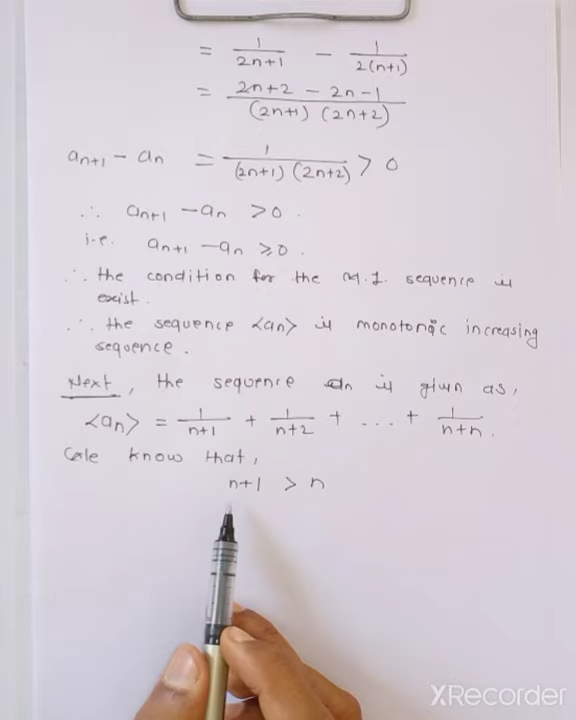 = 1/(2n+1) - 1/(2(n+1))
= (2n+2 - 2n-1)/((2n+1) (2n+2))
aₙ₊₁ - aₙ = 1/((2n+1) (2n+2)) > 0
∴ aₙ₊₁ - aₙ > 0.
i.e. aₙ₊₁ - aₙ ≥ 0.
∴ the condition for the M.I. sequence is
exist.
∴ the sequence <aₙ> is monotonic increasing
sequence.
Next, the sequence an is given as,
<aₙ> = 1/(n+1) + 1/(n+2) + ... + 1/(n+n).
We know that,
n+1 > n
XRecorder